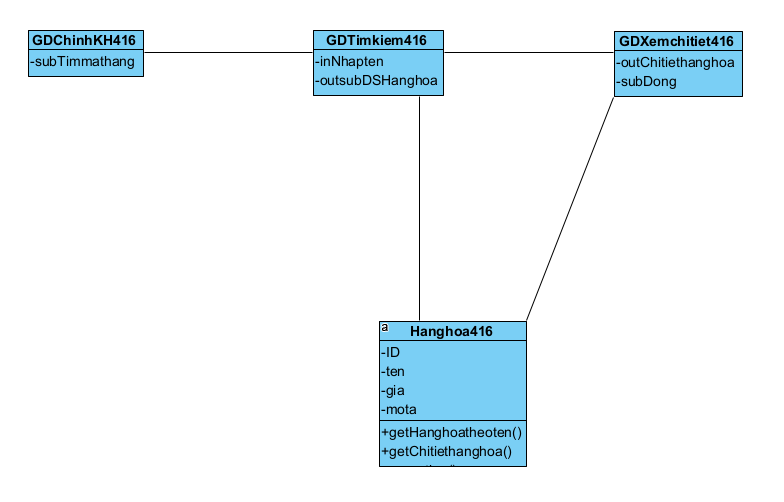 GDChinhKH416
-subTimmathang
GDTimkiem416
-inNhapten
-outsubDSHanghoa
GDXemchitiet416
-outChitiethanghoa
-subDong
a
Hanghoa416
-ID
-ten
-gia
-mota
+getHanghoatheoten()
+getChitiethanghoa()